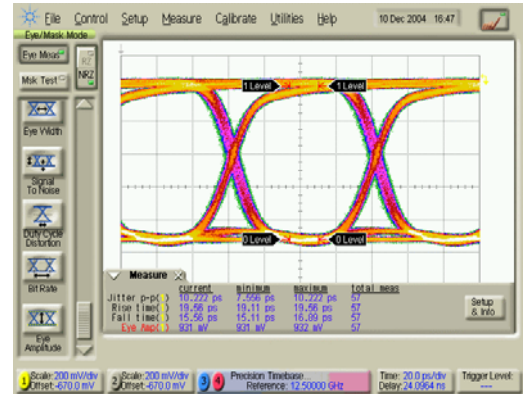 File Control Setup Measure Calibrate Utilities Help 10 Dec 2004 16:47
Eye/Mask Mode
Eye Meas
RZ
NRZ
Msk Test
Eye Width
Signal
To Noise
Duty Cycle
Distortion
Bit Rate
Eye
Amplitude
1 Level 1 Level
0 Level 0 Level
Measure
current minimum maximum total meas
Jitter p-p( ) 10.222 ps 7.556 ps 10.222 ps 57
Rise time( ) 19.56 ps 19.11 ps 19.56 ps 57
Fall time( ) 15.56 ps 15.11 ps 16.89 ps 57
Eye Amp( ) 931 mV 931 mV 932 mV 57
Setup
& Info
1 Scale: 200 mV/div
Offset: -670.0 mV
2 Scale: 200 mV/div
Offset: -670.0 mV
3 4 Precision Timebase...
Reference: 12.50000 GHz
Time: 20.0 ps/div
Delay: 24.0964 ns
Trigger Level:
---